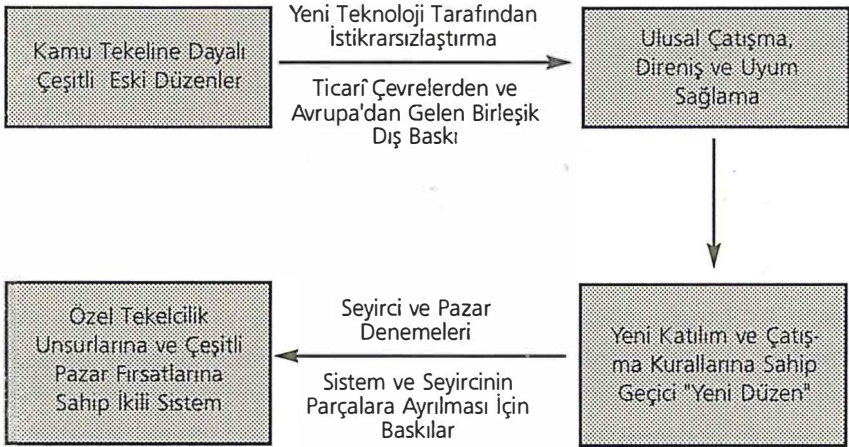 Kamu Tekeline Dayalı
Çeşitli Eski Düzenler
Yeni Teknoloji Tarafından
İstikrarsızlaştırma
Ticarî Çevrelerden ve
Avrupa'dan Gelen Birleşik
Dış Baskı
Ulusal Çatışma,
Direniş ve Uyum
Sağlama
Yeni Katılım ve Çatış-
ma Kurallarına Sahip
Geçici "Yeni Düzen"
Seyirci ve Pazar
Denemeleri
Sistem ve Seyircinin
Parçalara Ayrılması İçin
Baskılar
Özel Tekelcilik
Unsurlarına ve Çeşitli
Pazar Fırsatlarına
Sahip İkili Sistem